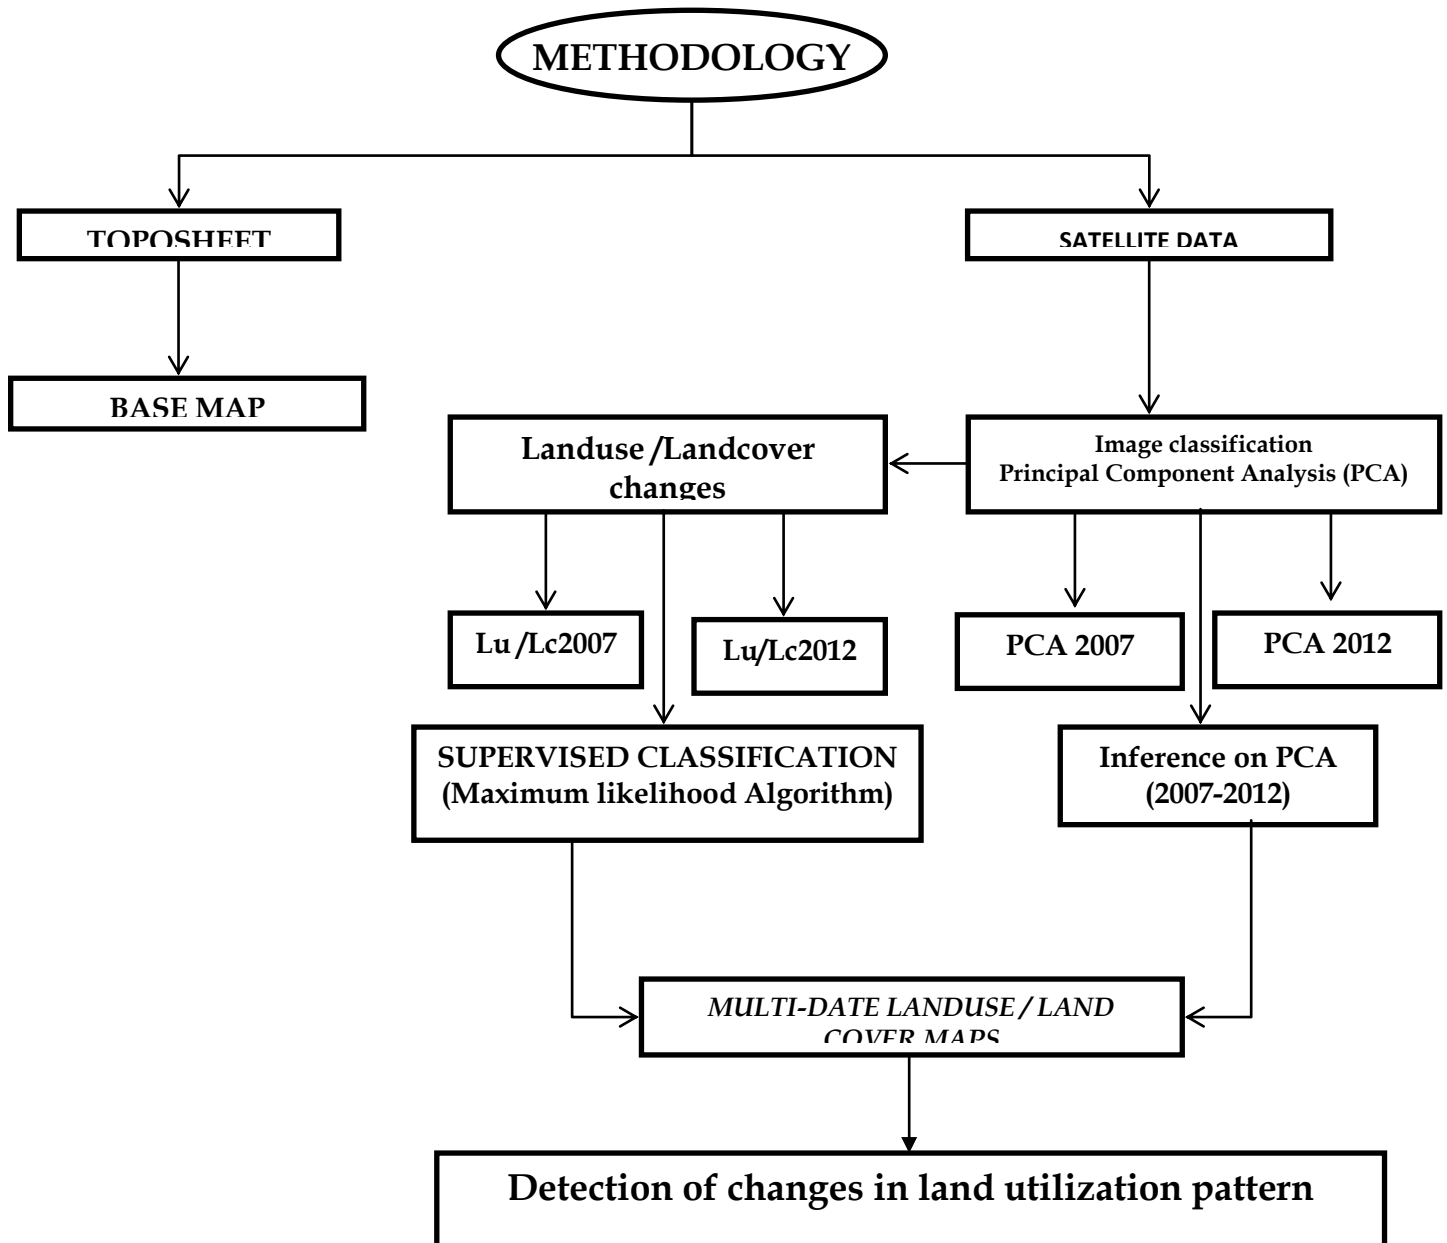 METHODOLOGY
TOPOSHEET
SATELLITE DATA
BASE MAP
Landuse /Landcover
changes
Image classification
Principal Component Analysis (PCA)
Lu /Lc2007
Lu/Lc2012
PCA 2007
PCA 2012
SUPERVISED CLASSIFICATION
(Maximum likelihood Algorithm)
Inference on PCA
(2007-2012)
MULTI-DATE LANDUSE / LAND
COVER MAPS
Detection of changes in land utilization pattern